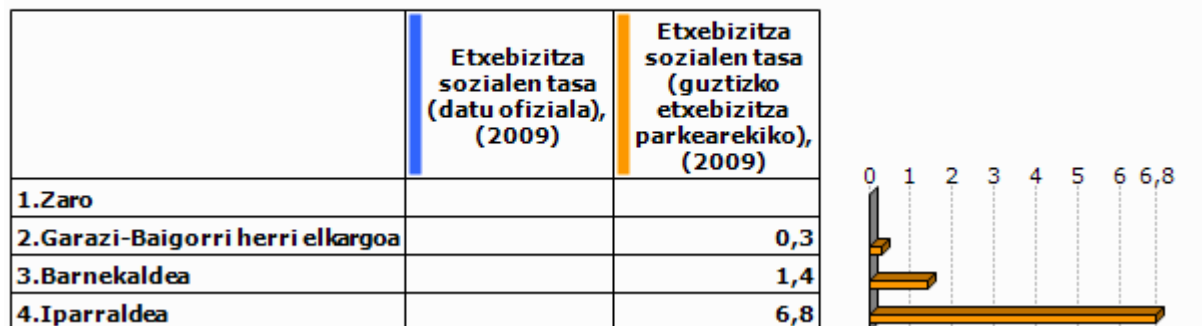 Etxebizitza
sozialen tasa
(datu ofiziala),
(2009)
Etxebizitza
sozialen tasa
(guztizko
etxebizitza
parkearekiko),
(2009)
0 1 2 3 4 5 6 6,8
1.Zaro
2.Garazi-Baigorri herri elkargoa 0,3
3.Barnekaldea 1,4
4.Iparraldea 6,8